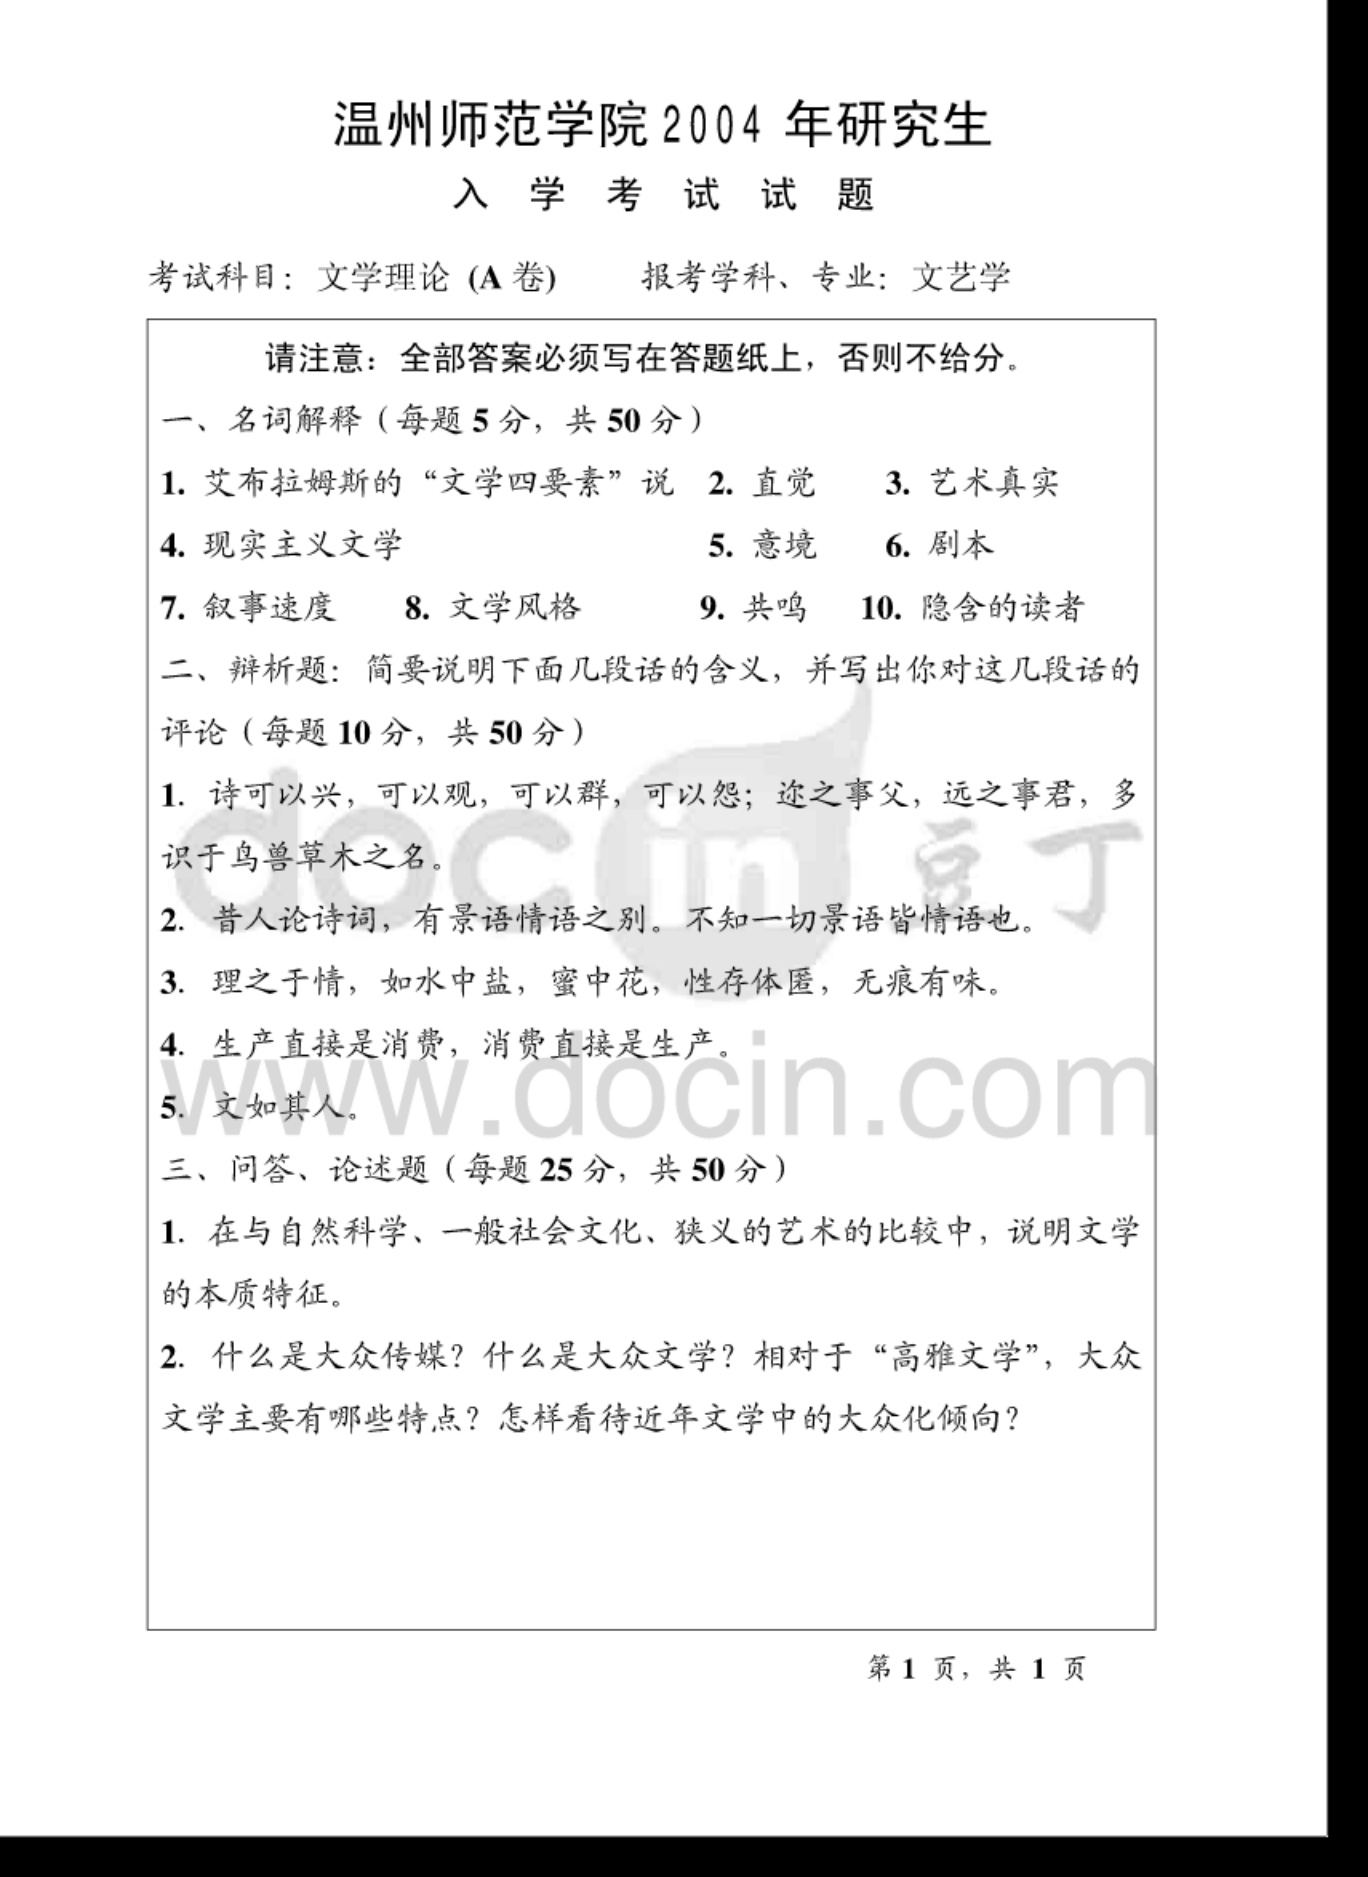 温州师范学院2004 年研究生
入 学 考 试 试 题
考试科目：文学理论 (A 卷)　　报考学科、专业：文艺学
请注意：全部答案必须写在答题纸上，否则不给分。
一、名词解释（每题 5 分，共 50 分）
1. 艾布拉姆斯的“文学四要素”说 2. 直觉 3. 艺术真实
4. 现实主义文学 5. 意境 6. 剧本
7. 叙事速度 8. 文学风格 9. 共鸣 10. 隐含的读者
二、辩析题：简要说明下面几段话的含义，并写出你对这几段话的
评论（每题 10 分，共 50 分）
1. 诗可以兴，可以观，可以群，可以怨；迩之事父，远之事君，多
识于鸟兽草木之名。
2. 昔人论诗词，有景语情语之别。不知一切景语皆情语也。
3. 理之于情，如水中盐，蜜中花，性存体匿，无痕有味。
4. 生产直接是消费，消费直接是生产。
5. 文如其人。
三、问答、论述题（每题 25 分，共 50 分）
1. 在与自然科学、一般社会文化、狭义的艺术的比较中，说明文学
的本质特征。
2. 什么是大众传媒？什么是大众文学？相对于“高雅文学”，大众
文学主要有哪些特点？怎样看待近年文学中的大众化倾向？
第 1 页，共 1 页
docin 豆丁
www.docin.com